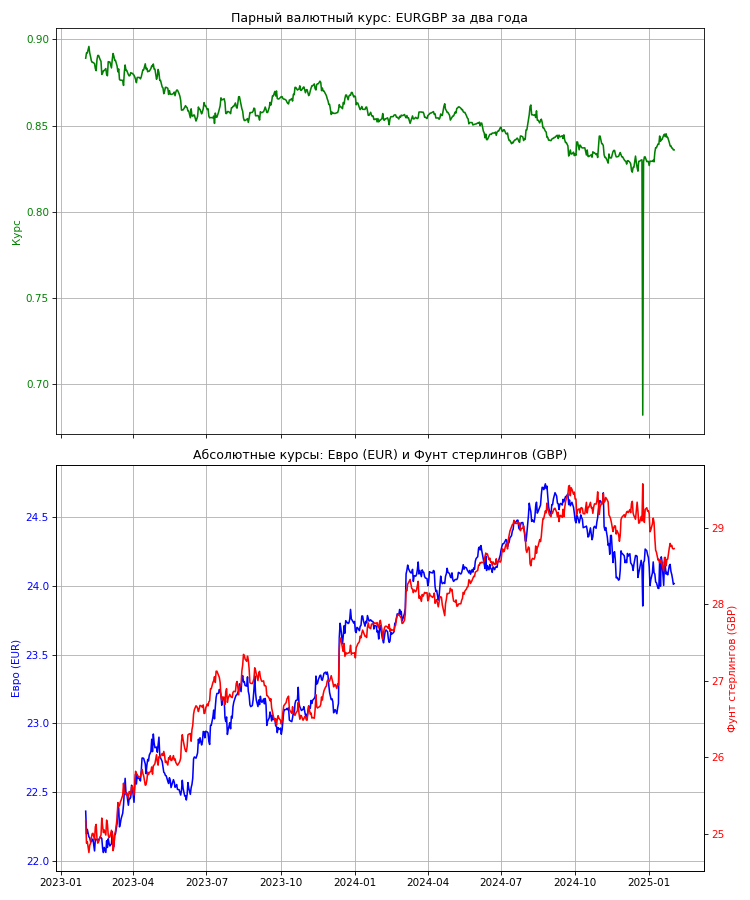 Парный валютный курс: EURGBP за два года
0.90
0.85
0.80
0.75
0.70
Курс
Абсолютные курсы: Евро (EUR) и Фунт стерлингов (GBP)
24.5
24.0
23.5
23.0
22.5
22.0
Евро (EUR)
29
28
27
26
25
Фунт стерлингов (GBP)
2023-01 2023-04 2023-07 2023-10 2024-01 2024-04 2024-07 2024-10 2025-01